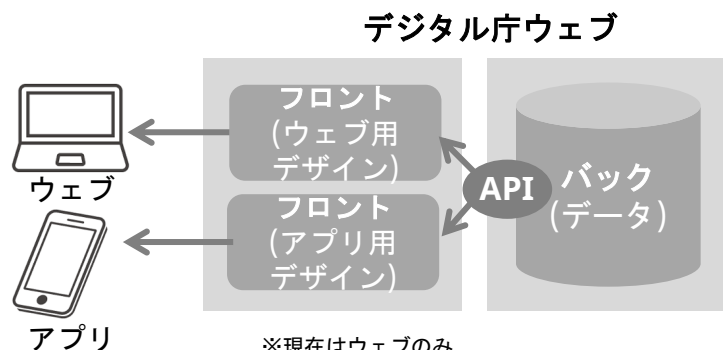 デジタル庁ウェブ
フロント
(ウェブ用
デザイン)
ウェブ
フロント
(アプリ用
デザイン)
アプリ
API
バック
(データ)
※現在はウェブのみ